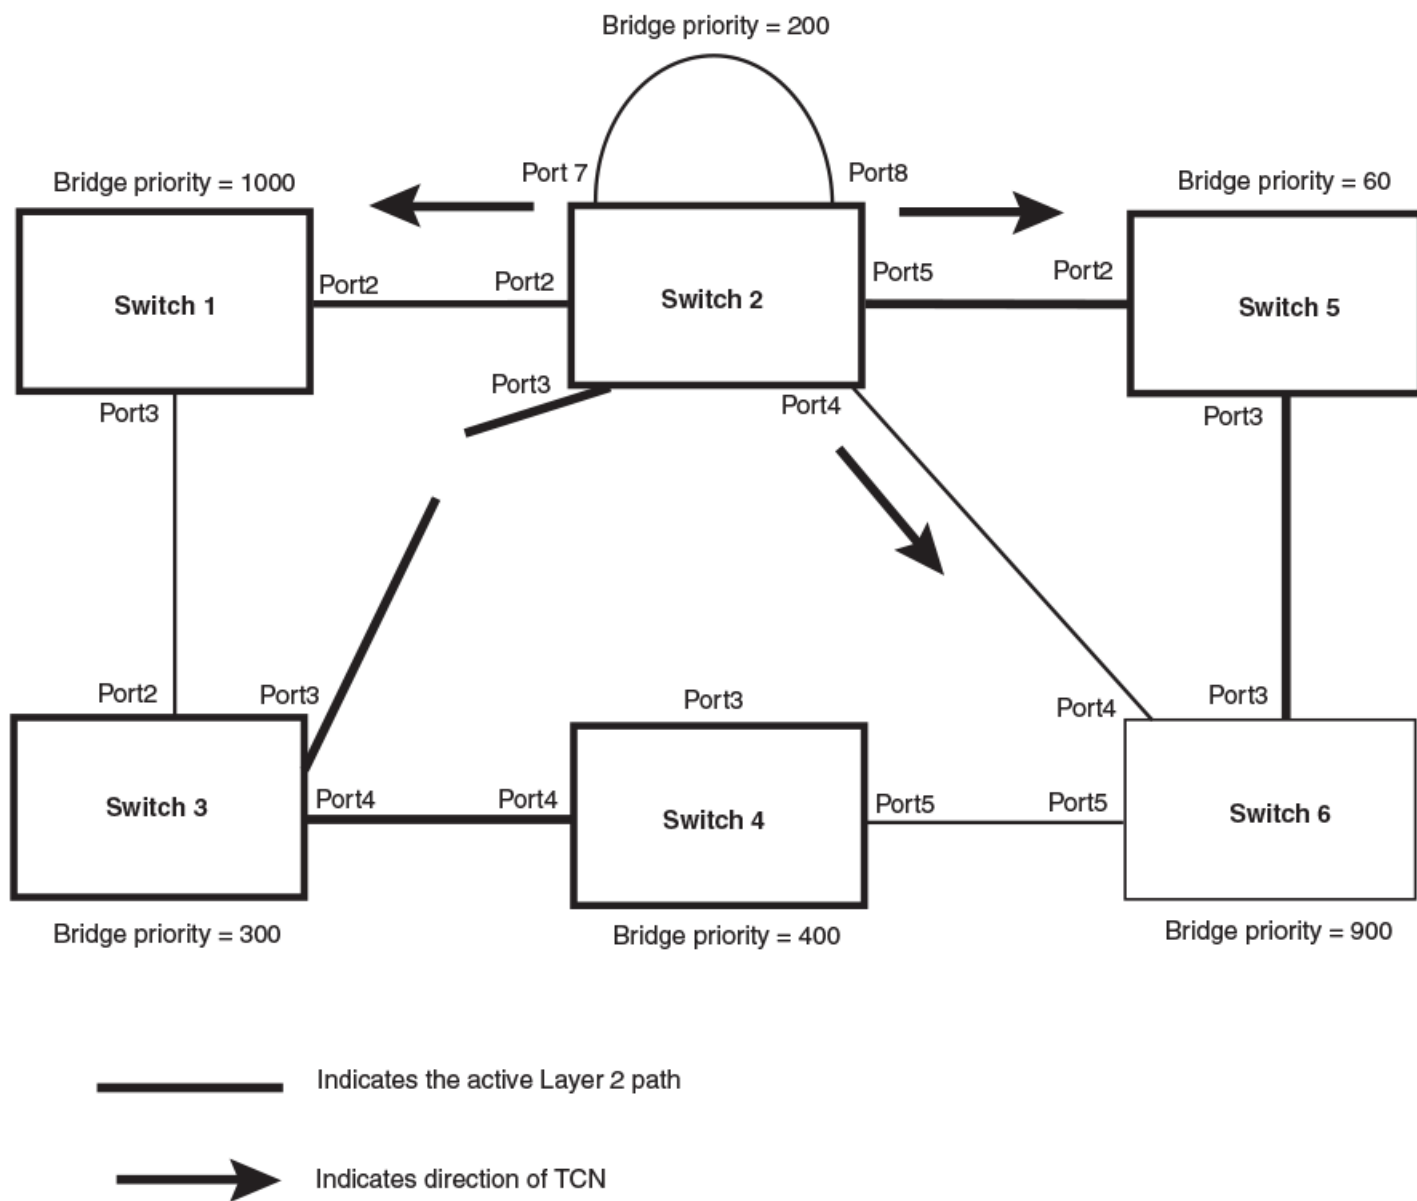 Bridge priority = 200
Port 7
Port8
Bridge priority = 1000
Bridge priority = 60
Switch 1
Port2
Port2
Switch 2
Port5
Port2
Switch 5
Port3
Port3
Port4
Port3
Port2
Port3
Port3
Port4
Port3
Switch 3
Port4
Port4
Switch 4
Port5
Port5
Switch 6
Bridge priority = 300
Bridge priority = 400
Bridge priority = 900
Indicates the active Layer 2 path
Indicates direction of TCN